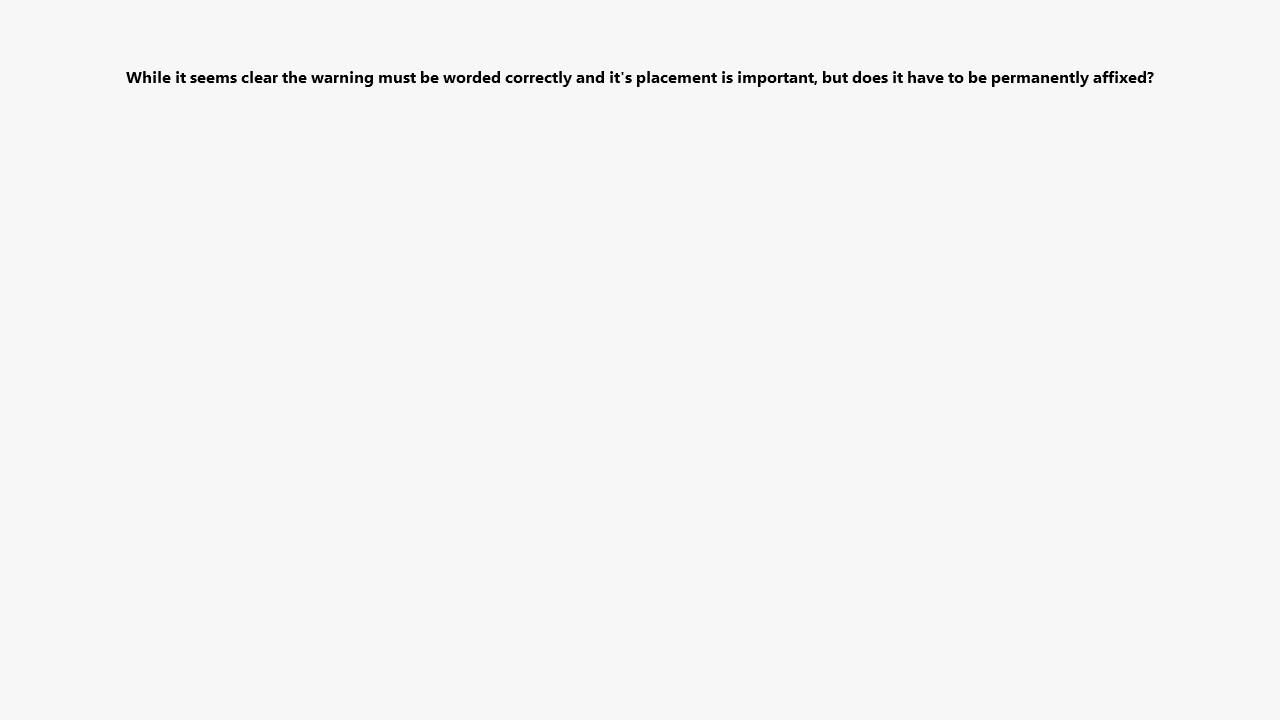 While it seems clear the warning must be worded correctly and it's placement is important, but does it have to be permanently affixed?